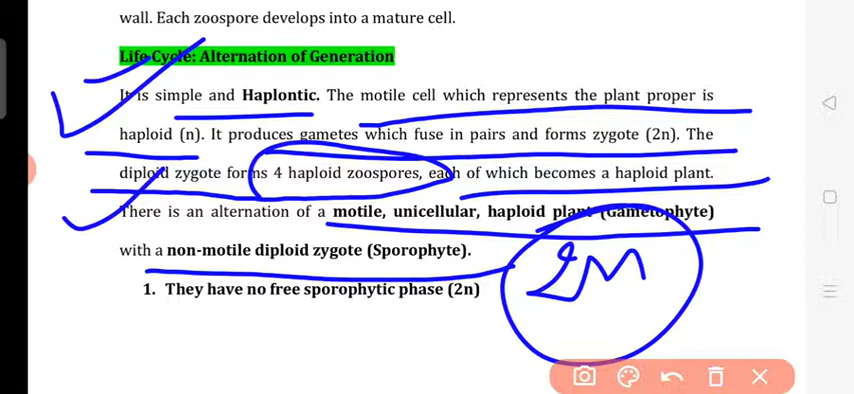 wall. Each zoospore develops into a mature cell.
Life Cycle: Alternation of Generation
It is simple and Haplontic. The motile cell which represents the plant proper is
haploid (n). It produces gametes which fuse in pairs and forms zygote (2n). The
diploid zygote forms 4 haploid zoospores, each of which becomes a haploid plant.
There is an alternation of a motile, unicellular, haploid plant (Gametophyte)
with a non-motile diploid zygote (Sporophyte).
2M
1. They have no free sporophytic phase (2n)